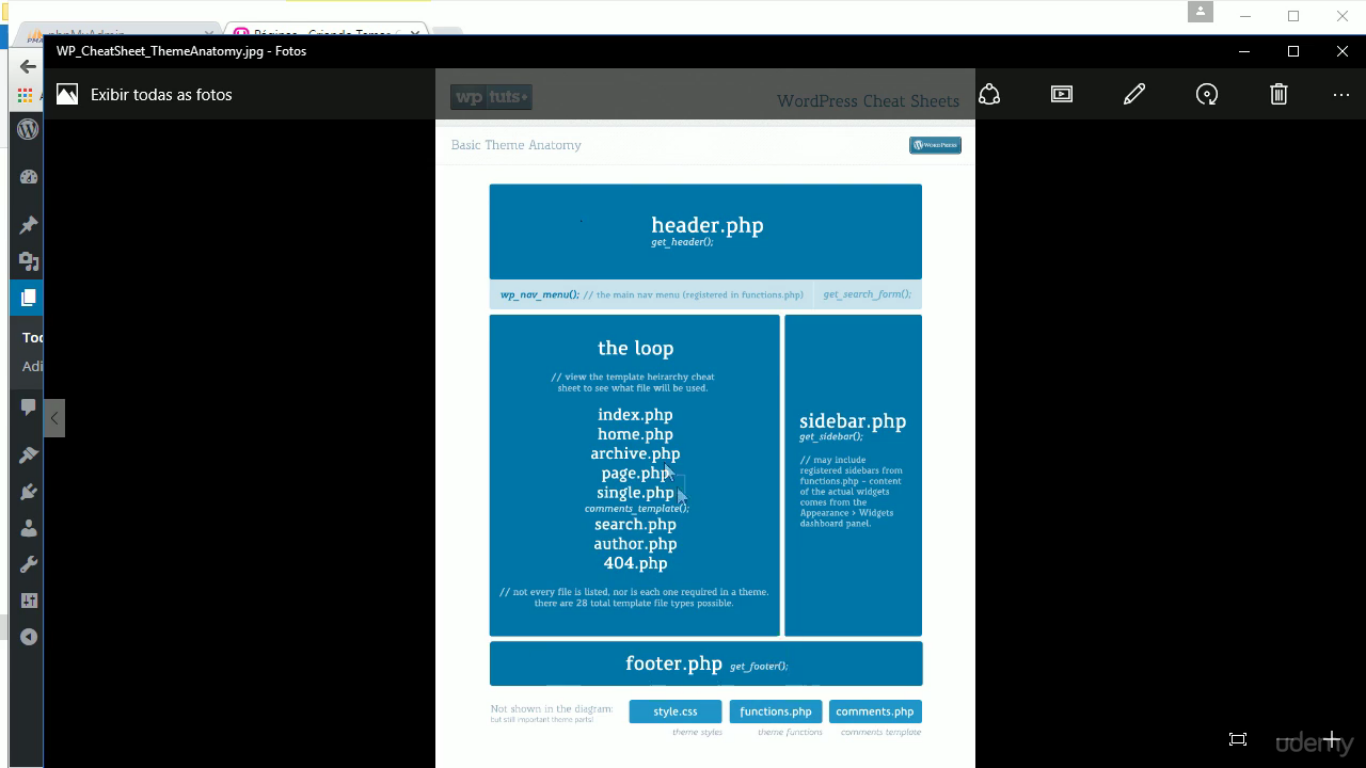 phpMyAdmin
Páginas - Criando Temas
WP_CheatSheet_ThemeAnatomy.jpg - Fotos
Exibir todas as fotos
wp tuts+
WordPress Cheat Sheets
Basic Theme Anatomy
WordPress
header.php
get_header();
wp_nav_menu(); // the main nav menu (registered in functions.php)
get_search_form();
the loop
// view the template heirarchy cheat
sheet to see what file will be used.
index.php
home.php
archive.php
page.php
single.php
comments_template();
search.php
author.php
404.php
// not every file is listed, nor is each one required in a theme.
there are 28 total template file types possible.
sidebar.php
get_sidebar();
// may include
registered sidebars from
functions.php - content
of the actual widgets
comes from the
Appearance > Widgets
dashboard panel.
footer.php get_footer();
Not shown in the diagram:
but still important theme parts!
style.css
functions.php
comments.php
theme styles
theme functions
comments template
Adi
udemy